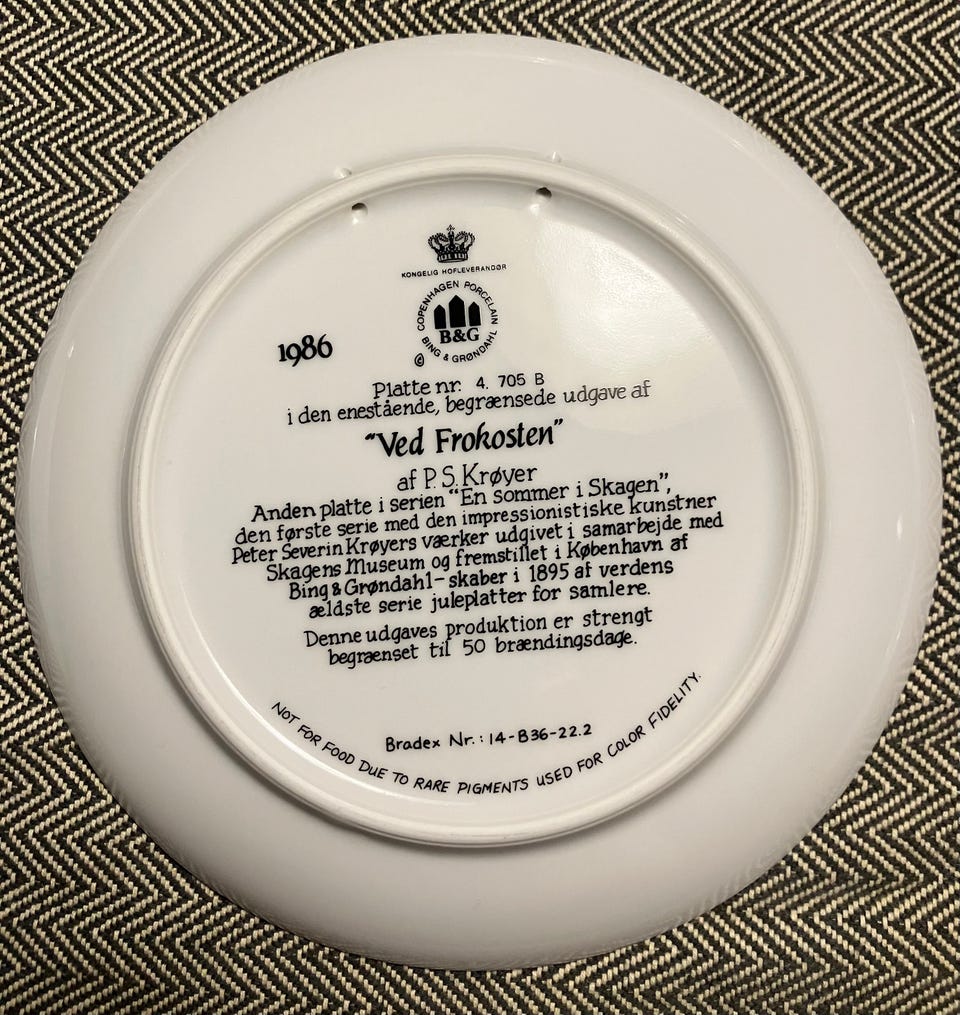 KONGELIG HOFLEVERANDØR
COPENHAGEN PORCELAIN
B&G
BING & GRØNDAHL
©
1986
Platte nr. 4. 705 B
i den enestående, begrænsede udgave af
"Ved Frokosten"
af P. S. Krøyer
Anden platte i serien "En sommer i Skagen",
den første serie med den impressionistiske kunstner
Peter Severin Krøyers værker udgivet i samarbejde med
Skagens Museum og fremstillet i København af
Bing & Grøndahl - skaber i 1895 af verdens
ældste serie juleplatter for samlere.
Denne udgaves produktion er strengt
begrænset til 50 brændingsdage.
Bradex Nr.: 14-B36-22.2
NOT FOR FOOD DUE TO RARE PIGMENTS USED FOR COLOR FIDELITY.